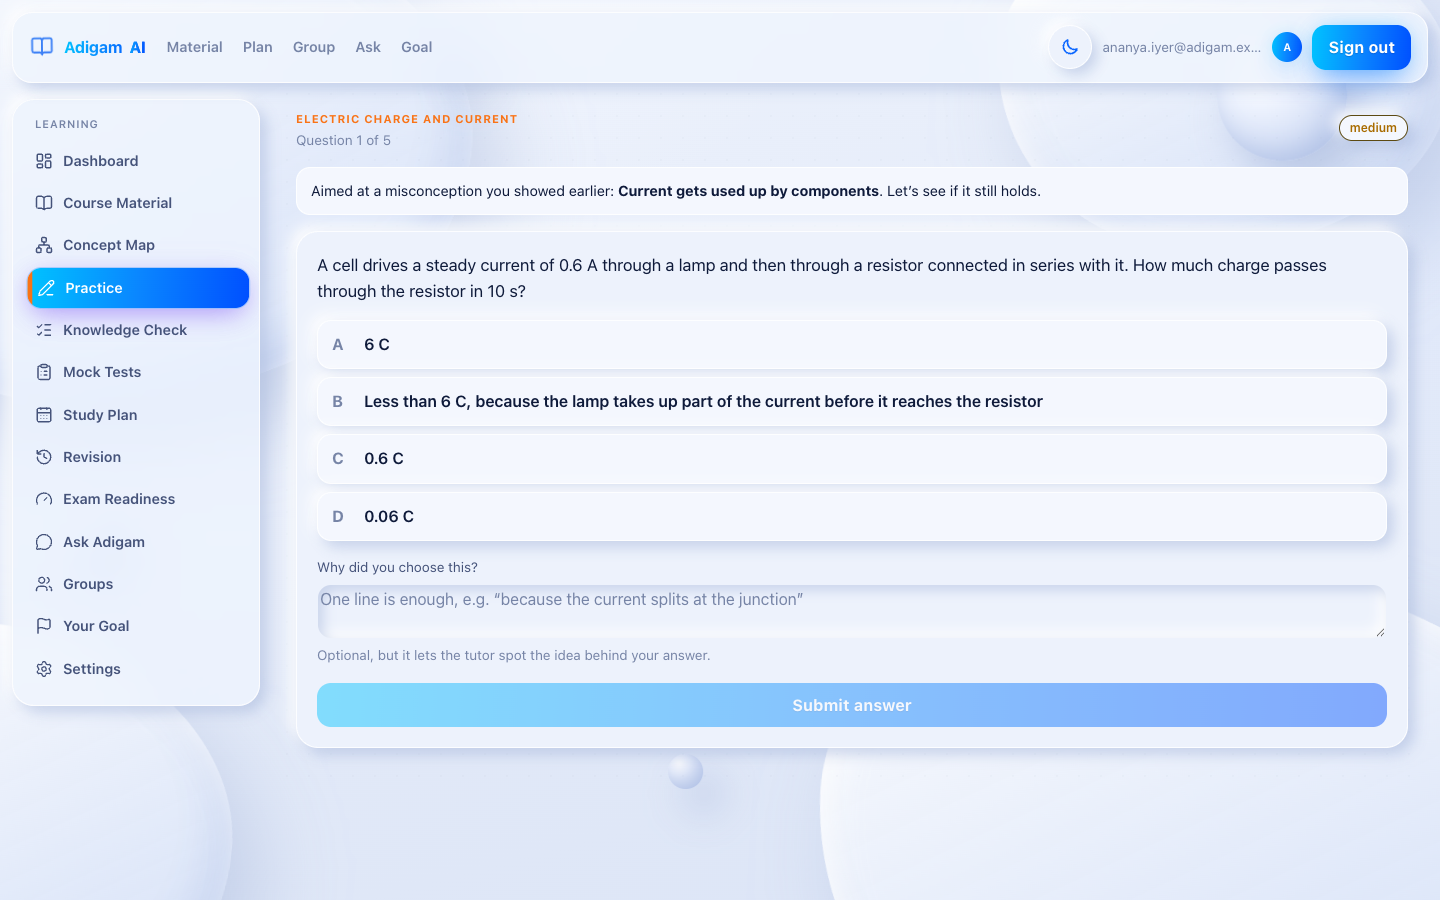 Adigam AI
Material
Plan
Group
Ask
Goal
ananya.iyer@adigam.ex...
A
Sign out
LEARNING
Dashboard
Course Material
Concept Map
Practice
Knowledge Check
Mock Tests
Study Plan
Revision
Exam Readiness
Ask Adigam
Groups
Your Goal
Settings
ELECTRIC CHARGE AND CURRENT
Question 1 of 5
medium
Aimed at a misconception you showed earlier: Current gets used up by components. Let’s see if it still holds.
A cell drives a steady current of 0.6 A through a lamp and then through a resistor connected in series with it. How much charge passes
through the resistor in 10 s?
A 6 C
B Less than 6 C, because the lamp takes up part of the current before it reaches the resistor
C 0.6 C
D 0.06 C
Why did you choose this?
One line is enough, e.g. “because the current splits at the junction”
Optional, but it lets the tutor spot the idea behind your answer.
Submit answer